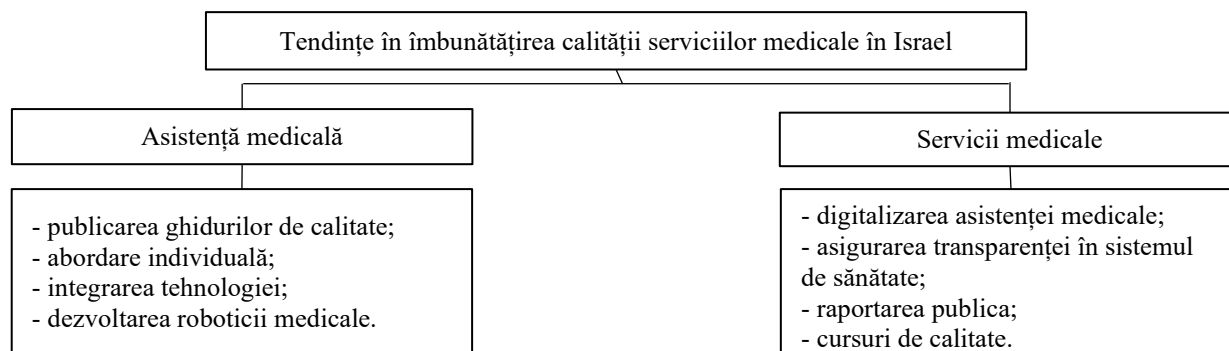 Tendințe în îmbunătățirea calității serviciilor medicale în Israel
Asistență medicală
Servicii medicale
- publicarea ghidurilor de calitate;
- abordare individuală;
- integrarea tehnologiei;
- dezvoltarea roboticii medicale.
- digitalizarea asistenței medicale;
- asigurarea transparenței în sistemul
de sănătate;
- raportarea publica;
- cursuri de calitate.